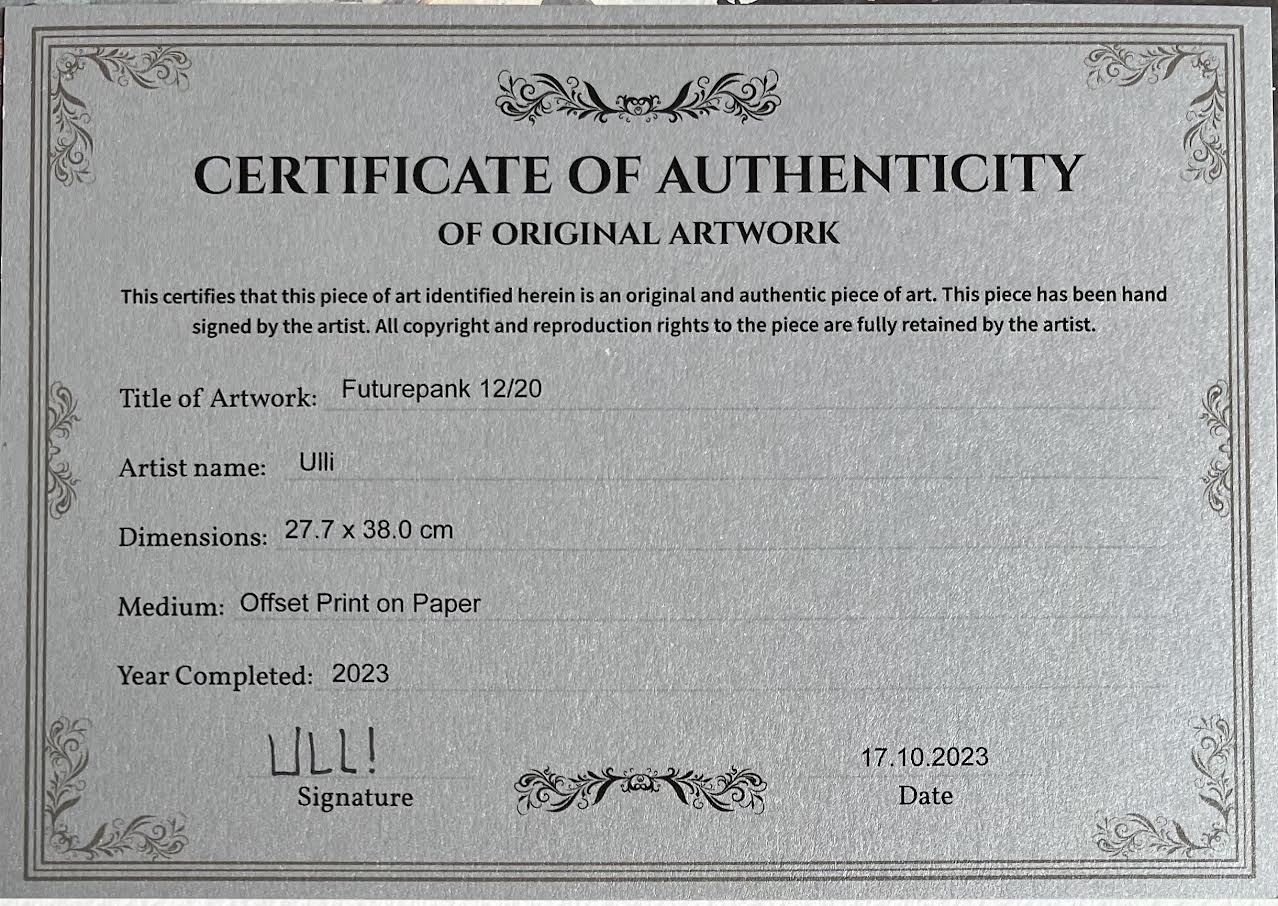 CERTIFICATE OF AUTHENTICITY
OF ORIGINAL ARTWORK
This certifies that this piece of art identified herein is an original and authentic piece of art. This piece has been hand
signed by the artist. All copyright and reproduction rights to the piece are fully retained by the artist.
Title of Artwork: Futurepank 12/20
Artist name: Ulli
Dimensions: 27.7 x 38.0 cm
Medium: Offset Print on Paper
Year Completed: 2023
ULL!
17.10.2023
Signature
Date